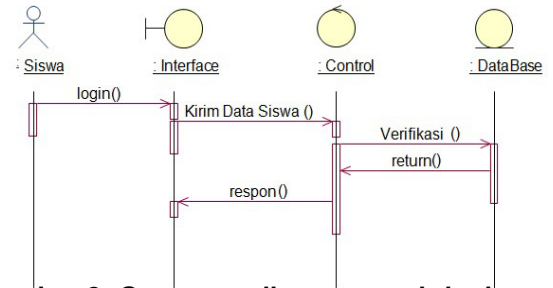 : Siswa
: Interface
: Control
: DataBase
login()
Kirim Data Siswa ()
Verifikasi ()
return()
respon()